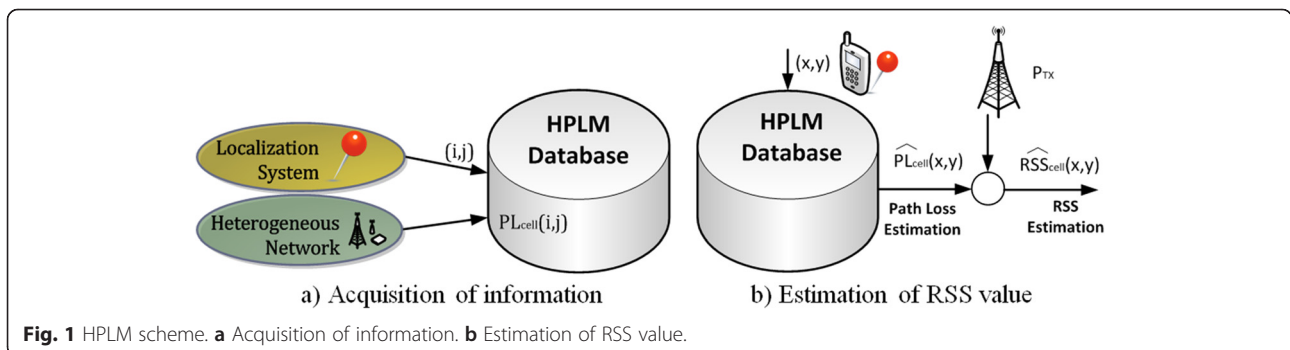 Localization
System
(i,j)
Heterogeneous
Network
PLcell(i,j)
HPLM
Database
a) Acquisition of information
(x,y)
HPLM
Database
PLcell(x,y)
Path Loss
Estimation
PTX
RSScell(x,y)
RSS
Estimation
b) Estimation of RSS value
Fig. 1 HPLM scheme. a Acquisition of information. b Estimation of RSS value.